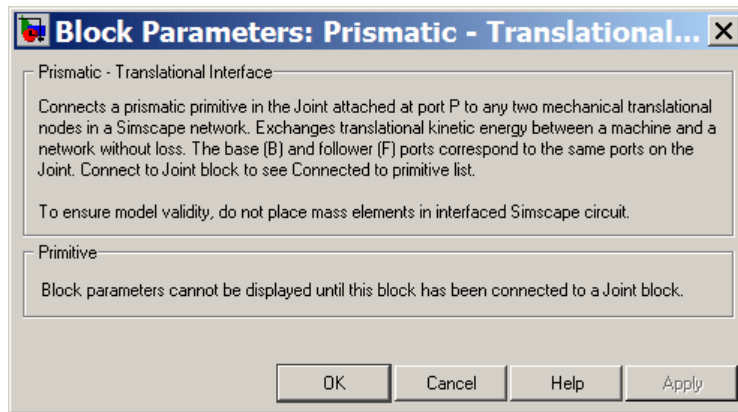 Block Parameters: Prismatic - Translational...
Prismatic - Translational Interface
Connects a prismatic primitive in the Joint attached at port P to any two mechanical translational
nodes in a Simscape network. Exchanges translational kinetic energy between a machine and a
network without loss. The base (B) and follower (F) ports correspond to the same ports on the
Joint. Connect to Joint block to see Connected to primitive list.
To ensure model validity, do not place mass elements in interfaced Simscape circuit.
Primitive
Block parameters cannot be displayed until this block has been connected to a Joint block.
OK Cancel Help Apply